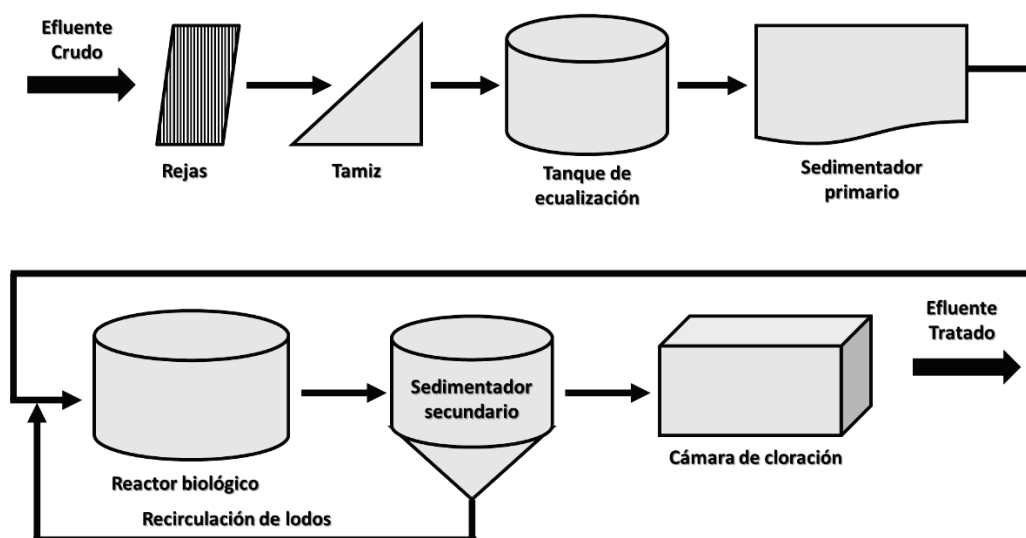 Efluente
Crudo
Rejas
Tamiz
Tanque de
ecualización
Sedimentador
primario
Efluente
Tratado
Sedimentador
secundario
Cámara de cloración
Reactor biológico
Recirculación de lodos